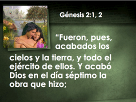 Génesis 2:1, 2
“Fueron, pues,
acabados los
cielos y la tierra, y todo el
ejército de ellos. Y acabó
Dios en el día séptimo la
obra que hizo;